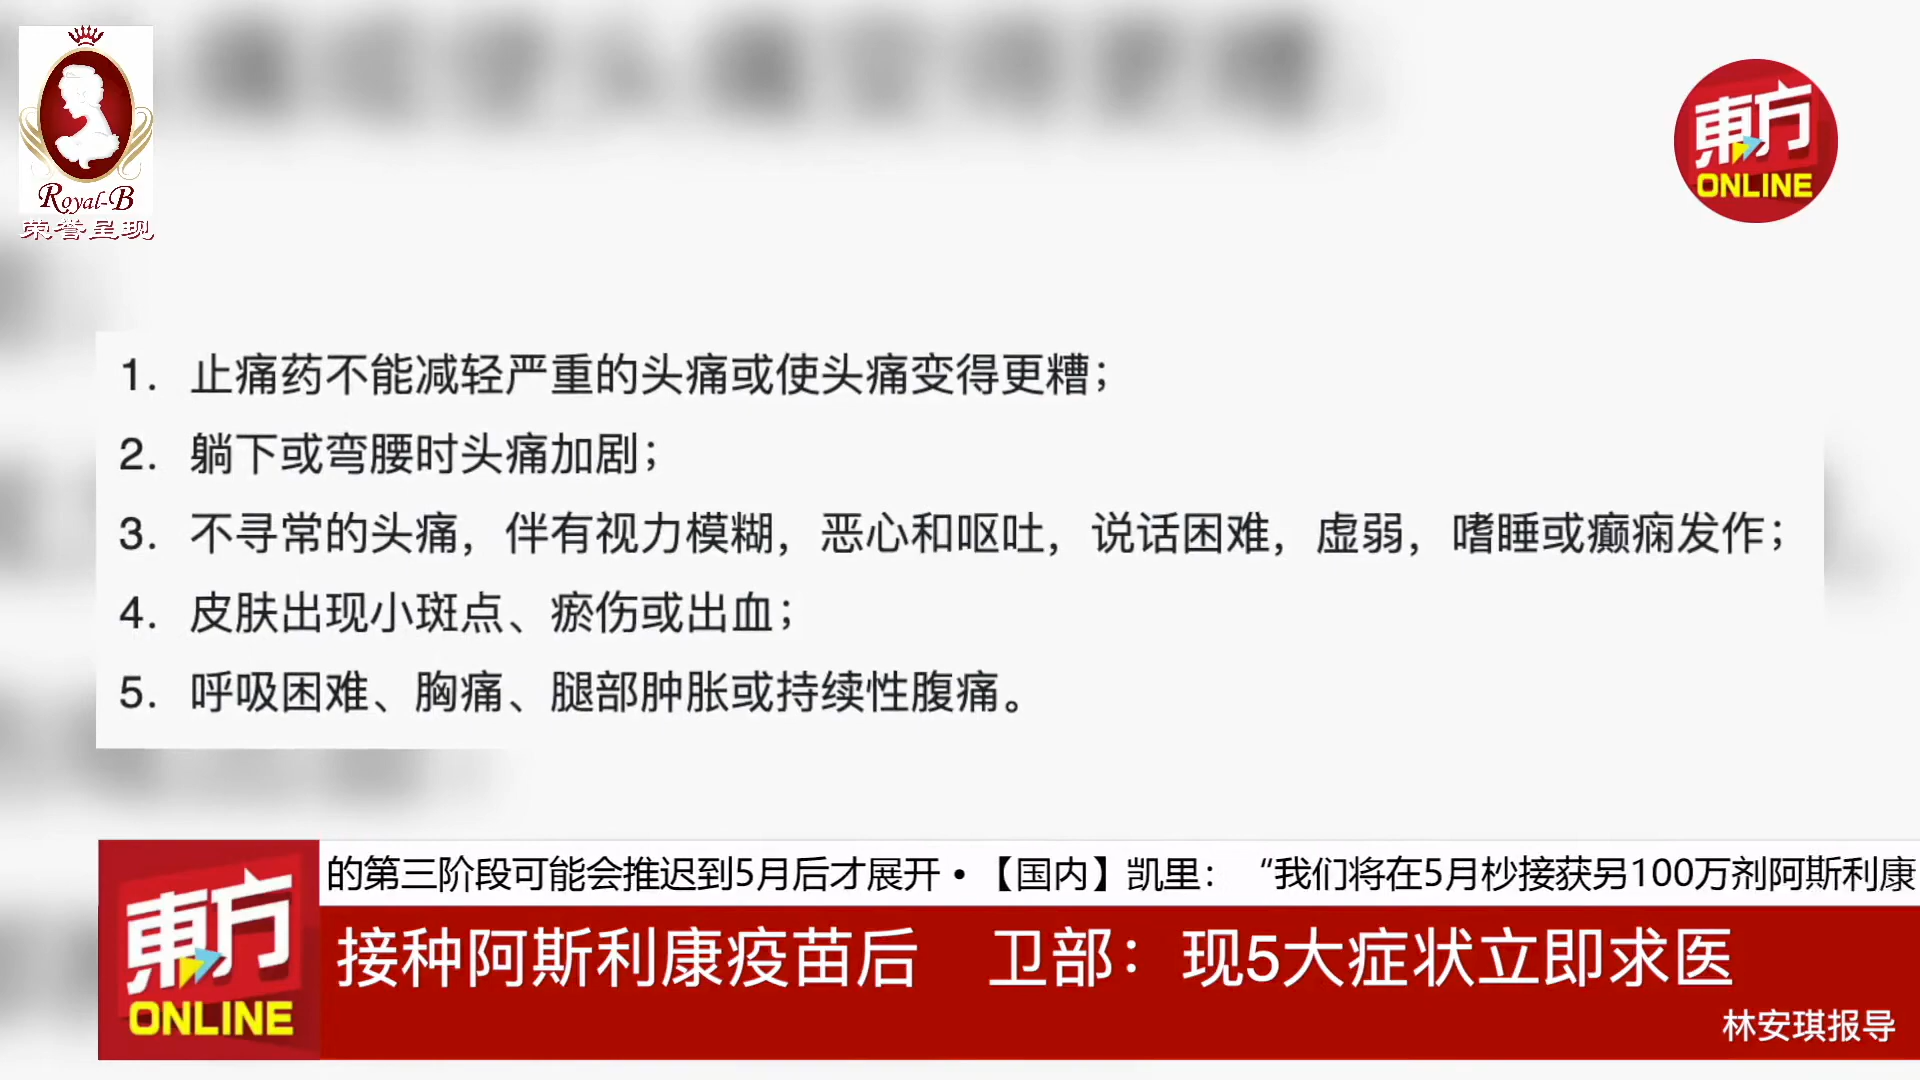 Royal-B
荣誉呈现
東方
ONLINE
1. 止痛药不能减轻严重的头痛或使头痛变得更糟；
2. 躺下或弯腰时头痛加剧；
3. 不寻常的头痛，伴有视力模糊，恶心和呕吐，说话困难，虚弱，嗜睡或癫痫发作；
4. 皮肤出现小斑点、瘀伤或出血；
5. 呼吸困难、胸痛、腿部肿胀或持续性腹痛。
的第三阶段可能会推迟到5月后才展开 • 【国内】凯里：“我们将在5月杪接获另100万剂阿斯利康
東方
ONLINE
接种阿斯利康疫苗后 卫部：现5大症状立即求医
林安琪报导